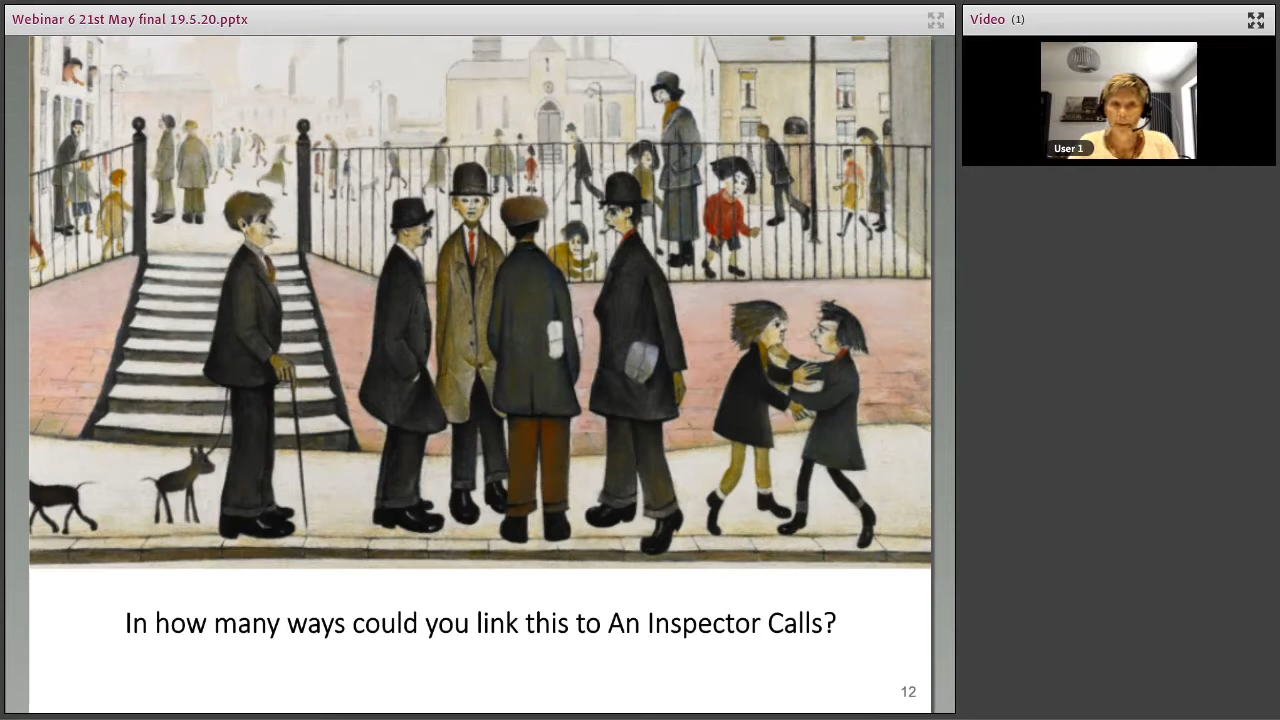 Webinar 6 21st May final 19.5.20.pptx
Video (1)
User 1
In how many ways could you link this to An Inspector Calls?
12